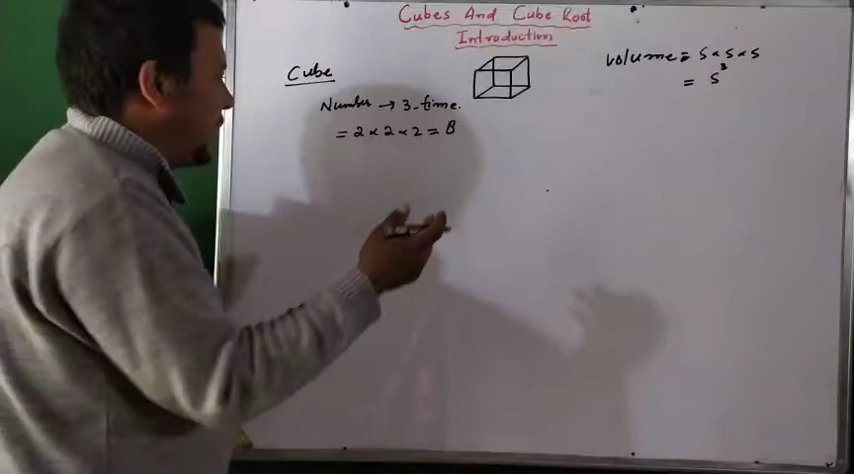 Cubes And Cube Root
Introduction
Cube
Number → 3-time.
= 2 × 2 × 2 = 8
Volume = S × S × S
= S³